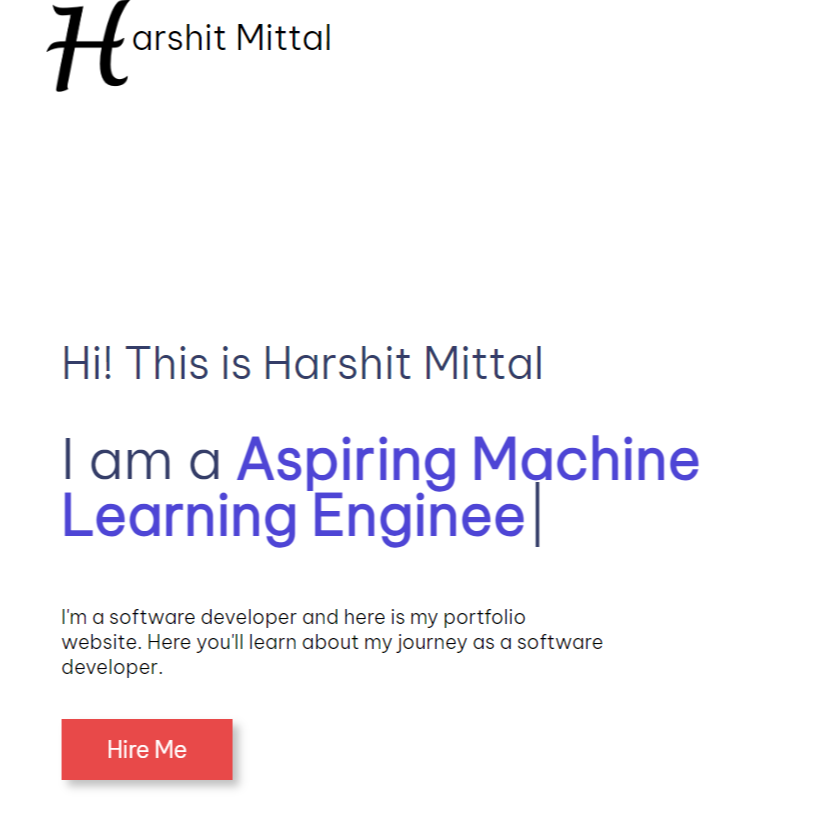 Harshit Mittal
Hi! This is Harshit Mittal
I am a Aspiring Machine
Learning Enginee
I'm a software developer and here is my portfolio
website. Here you'll learn about my journey as a software
developer.
Hire Me